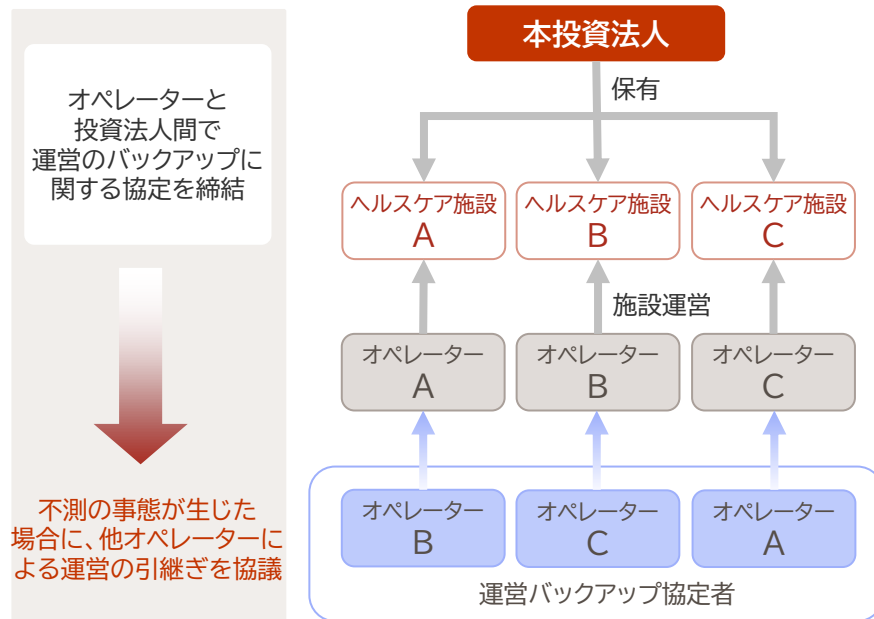 オペレーターと
投資法人間で
運営のバックアップに
関する協定を締結
不測の事態が生じた
場合に、他オペレーターに
よる運営の引継ぎを協議
本投資法人
保有
ヘルスケア施設
A
ヘルスケア施設
B
ヘルスケア施設
C
施設運営
オペレーター
A
オペレーター
B
オペレーター
C
オペレーター
B
オペレーター
C
オペレーター
A
運営バックアップ協定者